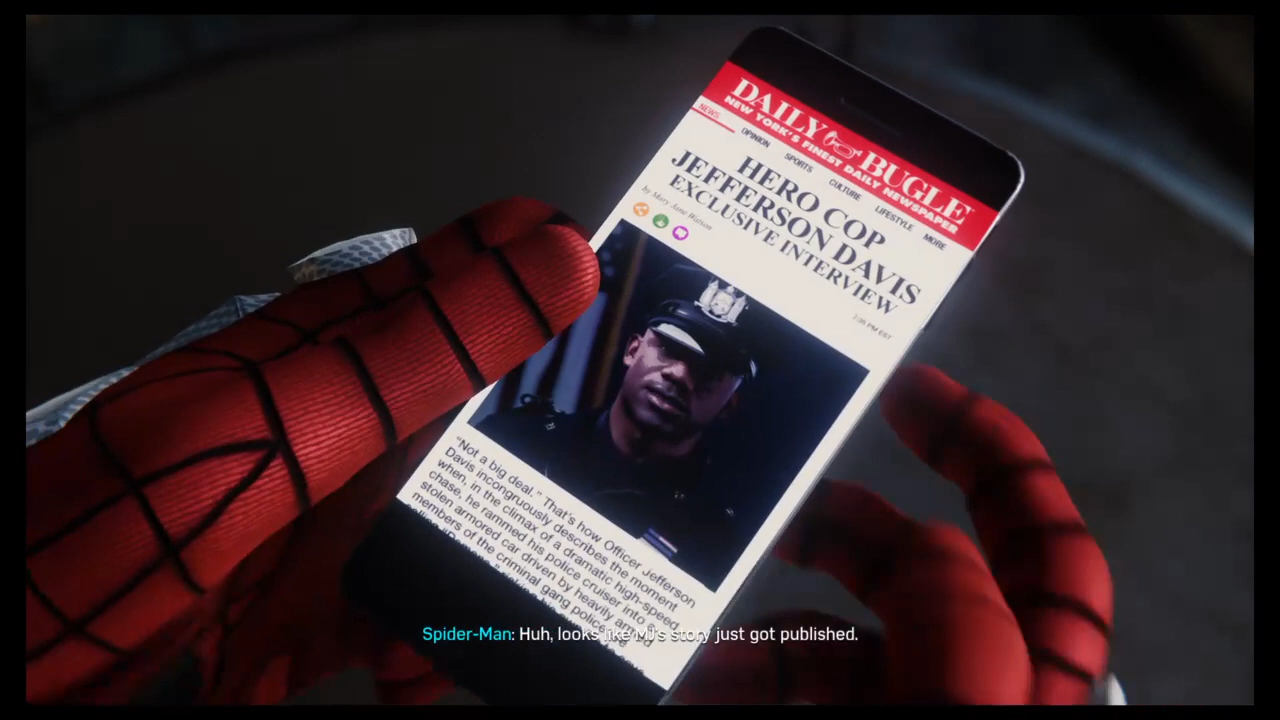 DAILY BUGLE
NEW YORK'S FINEST DAILY NEWSPAPER
NEWS OPINION SPORTS CULTURE LIFESTYLE MORE
HERO COP
JEFFERSON DAVIS
EXCLUSIVE INTERVIEW
by Mary Jane Watson
"Not a big deal." That's how Officer Jefferson
Davis incongruously describes the moment
when, in the climax of a dramatic high-speed
chase, he rammed his police cruiser into a
stolen armored car driven by heavily
members of the criminal gang police
Spider-Man: Huh, looks like MJ's story just got published.